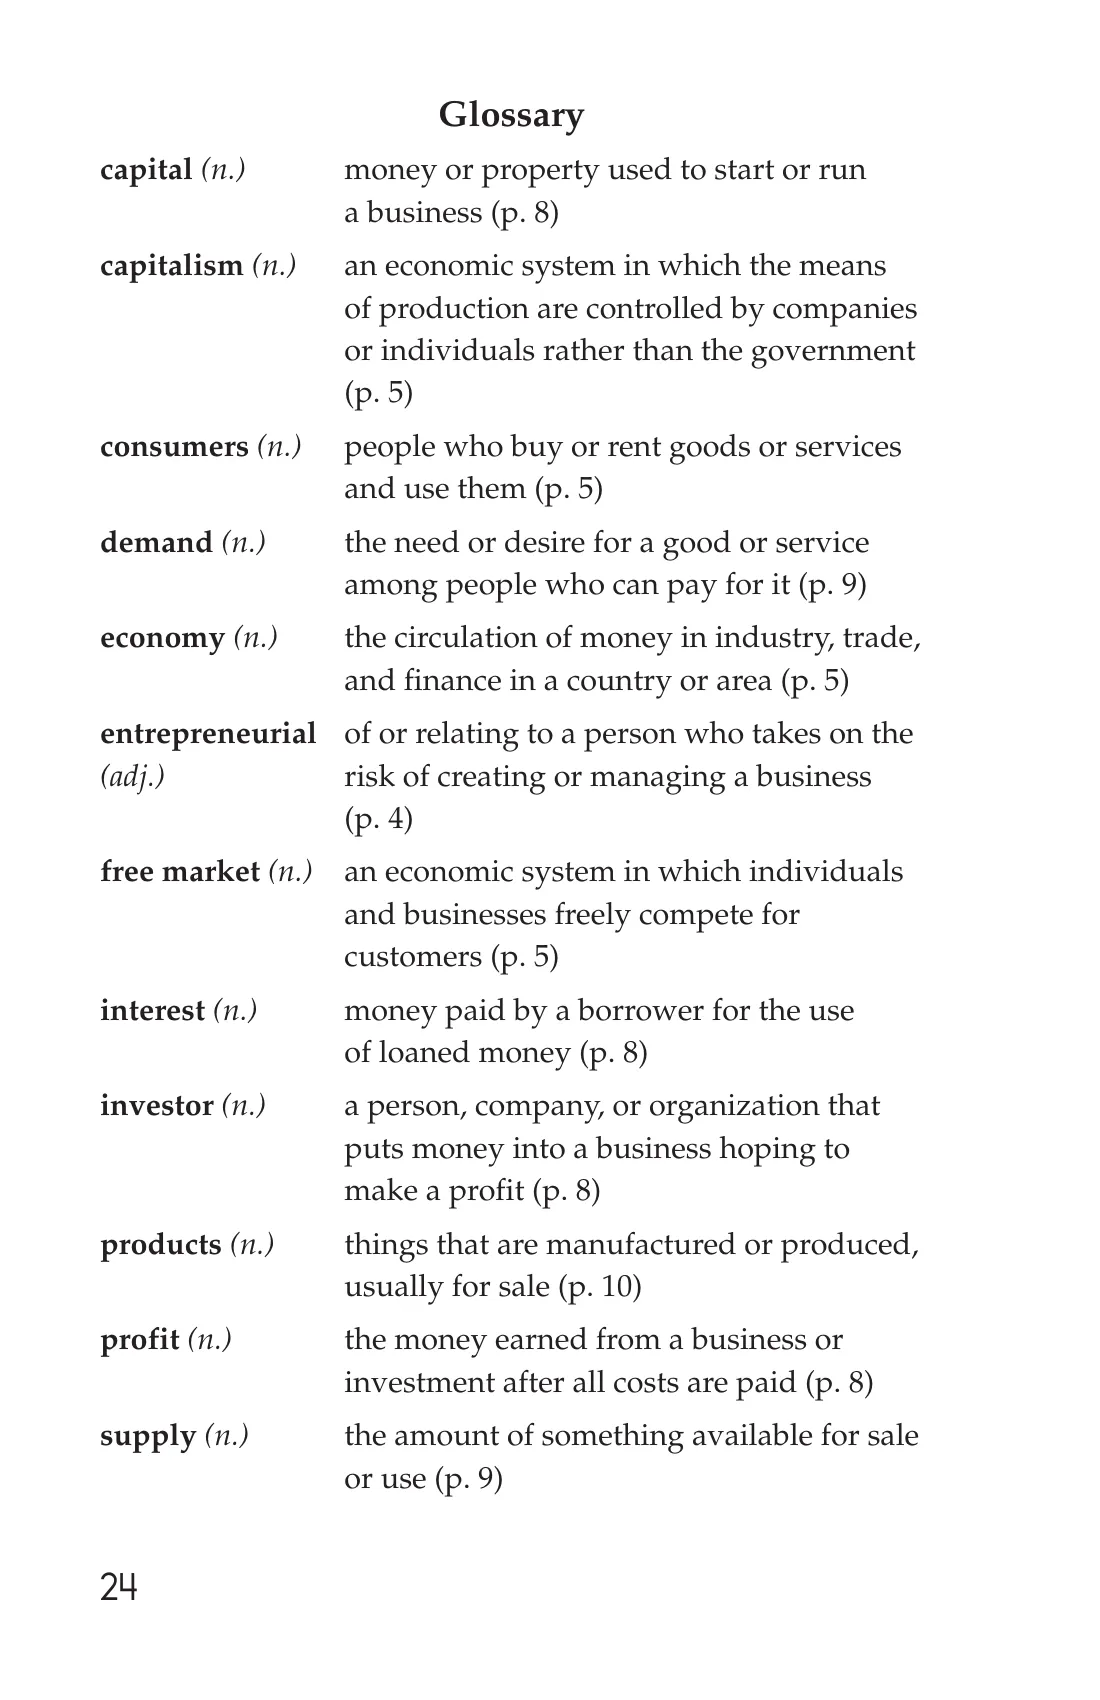 Glossary
capital (n.) money or property used to start or run
a business (p. 8)
capitalism (n.) an economic system in which the means
of production are controlled by companies
or individuals rather than the government
(p. 5)
consumers (n.) people who buy or rent goods or services
and use them (p. 5)
demand (n.) the need or desire for a good or service
among people who can pay for it (p. 9)
economy (n.) the circulation of money in industry, trade,
and finance in a country or area (p. 5)
entrepreneurial of or relating to a person who takes on the
(adj.) risk of creating or managing a business
(p. 4)
free market (n.) an economic system in which individuals
and businesses freely compete for
customers (p. 5)
interest (n.) money paid by a borrower for the use
of loaned money (p. 8)
investor (n.) a person, company, or organization that
puts money into a business hoping to
make a profit (p. 8)
products (n.) things that are manufactured or produced,
usually for sale (p. 10)
profit (n.) the money earned from a business or
investment after all costs are paid (p. 8)
supply (n.) the amount of something available for sale
or use (p. 9)
24